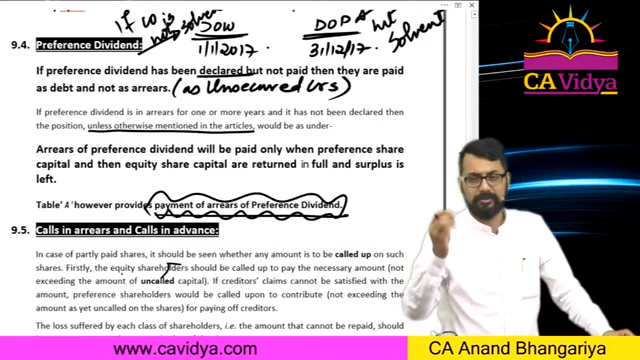 if co is
not solvent
DOW
1/1/2017
DOPA
31/12/17.
int
solvent
9.4. Preference Dividend:
If preference dividend has been declared but not paid then they are paid
as debt and not as arrears. (as Unsecured Crs)
If preference dividend is in arrears for one or more years and it has not been declared then
the position, unless otherwise mentioned in the articles, would be as under-
Arrears of preference dividend will be paid only when preference share
capital and then equity share capital are returned in full and surplus is
left.
Table'A' however provides payment of arrears of Preference Dividend.
9.5. Calls in arrears and Calls in advance:
In case of partly paid shares, it should be seen whether any amount is to be called up on such
shares. Firstly, the equity shareholders should be called up to pay the necessary amount (not
exceeding the amount of uncalled capital). If creditors' claims cannot be satisfied with the
amount, preference shareholders would be called upon to contribute (not exceeding the
amount as yet uncalled on the shares) for paying off creditors.
The loss suffered by each class of shareholders, i.e. the amount that cannot be repaid, should
CA Vidya
www.cavidya.com
CA Anand Bhangariya